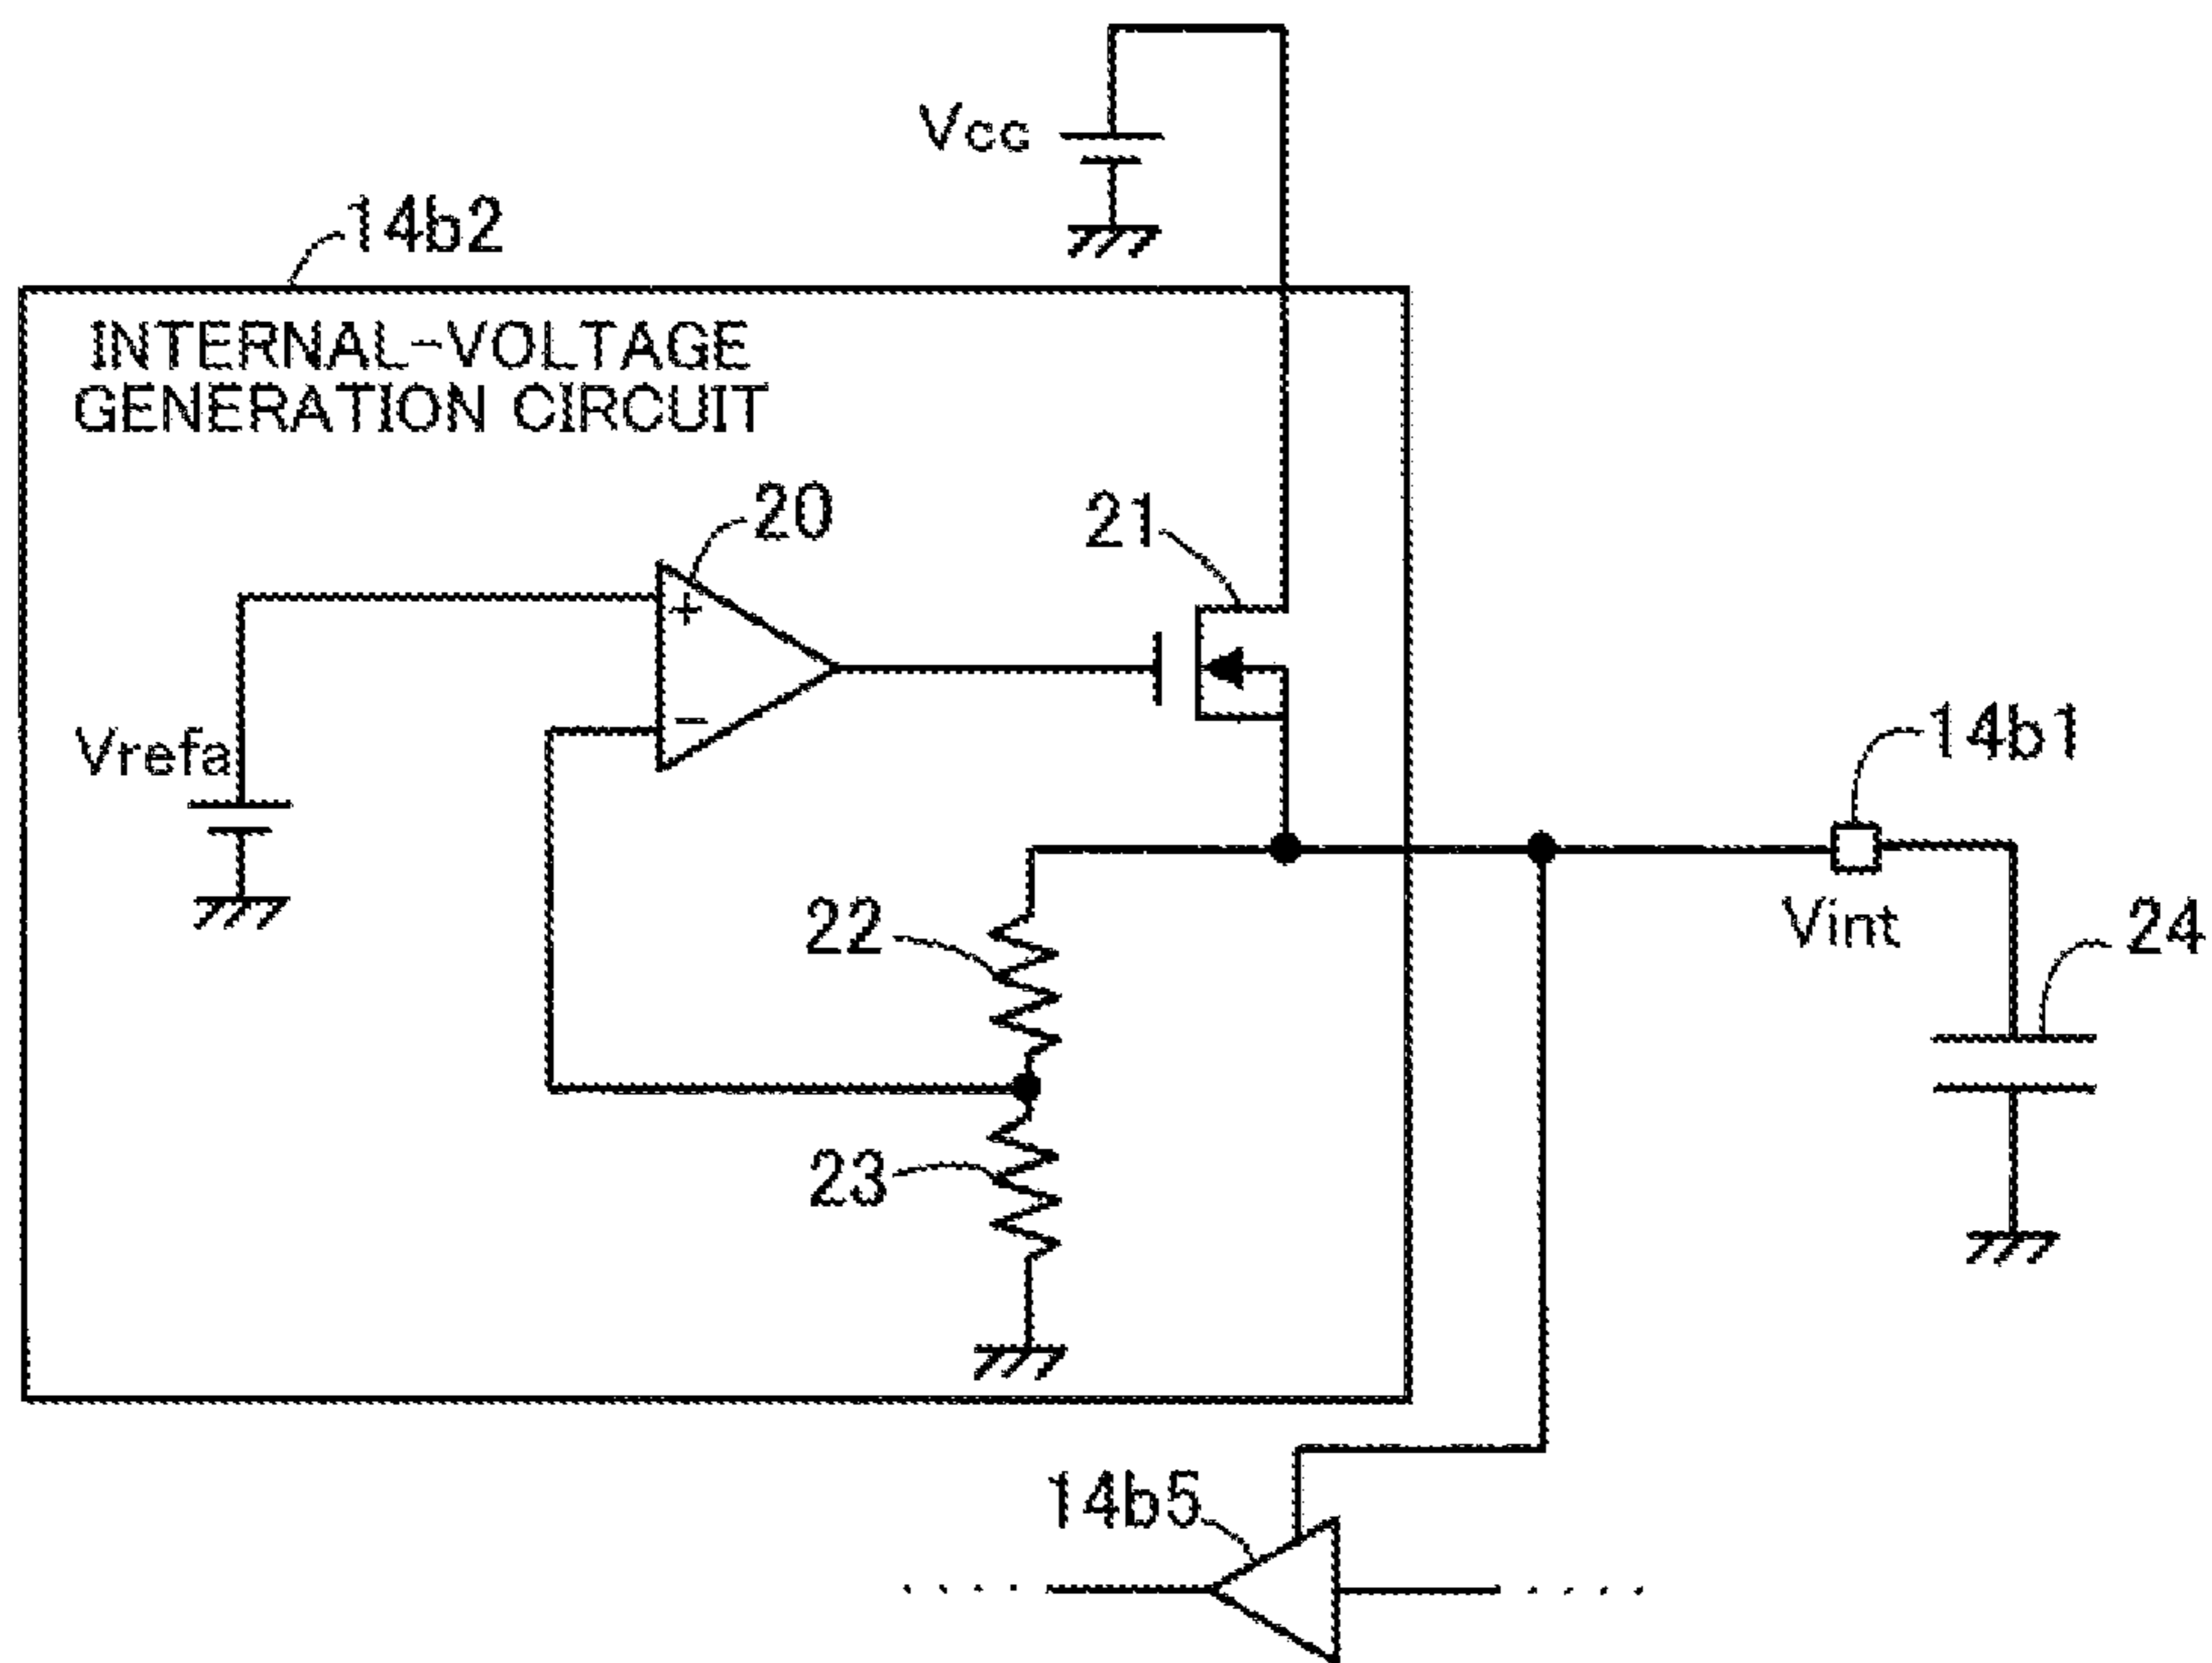 Vcc
14b2
INTERNAL-VOLTAGE
GENERATION CIRCUIT
20
21
+
−
Vrefa
14b1
Vint
22
24
23
14b5